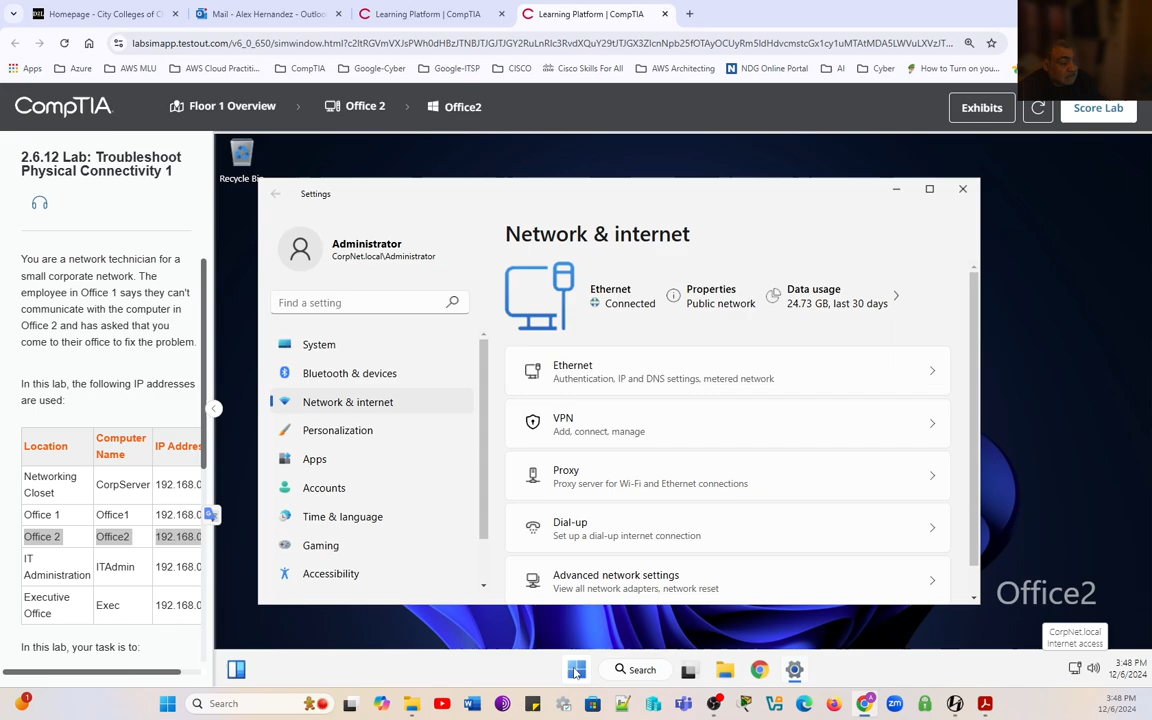 Homepage - City Colleges of C
Mail - Alex Hernandez - Outlo
Learning Platform | CompTIA
Learning Platform | CompTIA
Apps
Azure
AWS MLU
AWS Cloud Practiti...
CompTIA
Google-Cyber
Google-ITSP
CISCO
Cisco Skills For All
AWS Architecting
NDG Online Portal
AI
Cyber
How to Turn on you...
CompTIA.
Floor 1 Overview
Office 2
Office2
Exhibits
Score Lab
2.6.12 Lab: Troubleshoot
Physical Connectivity 1
You are a network technician for a
small corporate network. The
employee in Office 1 says they can't
communicate with the computer in
Office 2 and has asked that you
come to their office to fix the problem.
In this lab, the following IP addresses
are used:
Location
Computer
Name
IP Addres
Networking
Closet
CorpServer
192.168.0
Office 1
Office1
192.168.0
Office 2
Office2
192.168.0
IT
Administration
ITAdmin
192.168.0
Executive
Office
Exec
192.168.0
In this lab, your task is to:
Recycle Bin
Settings
Administrator
CorpNet.local\Administrator
Find a setting
System
Bluetooth & devices
Network & internet
Personalization
Apps
Accounts
Time & language
Gaming
Accessibility
Network & internet
Ethernet
Connected
Properties
Public network
Data usage
24.73 GB, last 30 days
Ethernet
Authentication, IP and DNS settings, metered network
VPN
Add, connect, manage
Proxy
Proxy server for Wi-Fi and Ethernet connections
Dial-up
Set up a dial-up internet connection
Advanced network settings
View all network adapters, network reset
Office2
CorpNet.local
Internet access
Search
3:48 PM
12/6/2024
Search
3:48 PM
12/6/2024